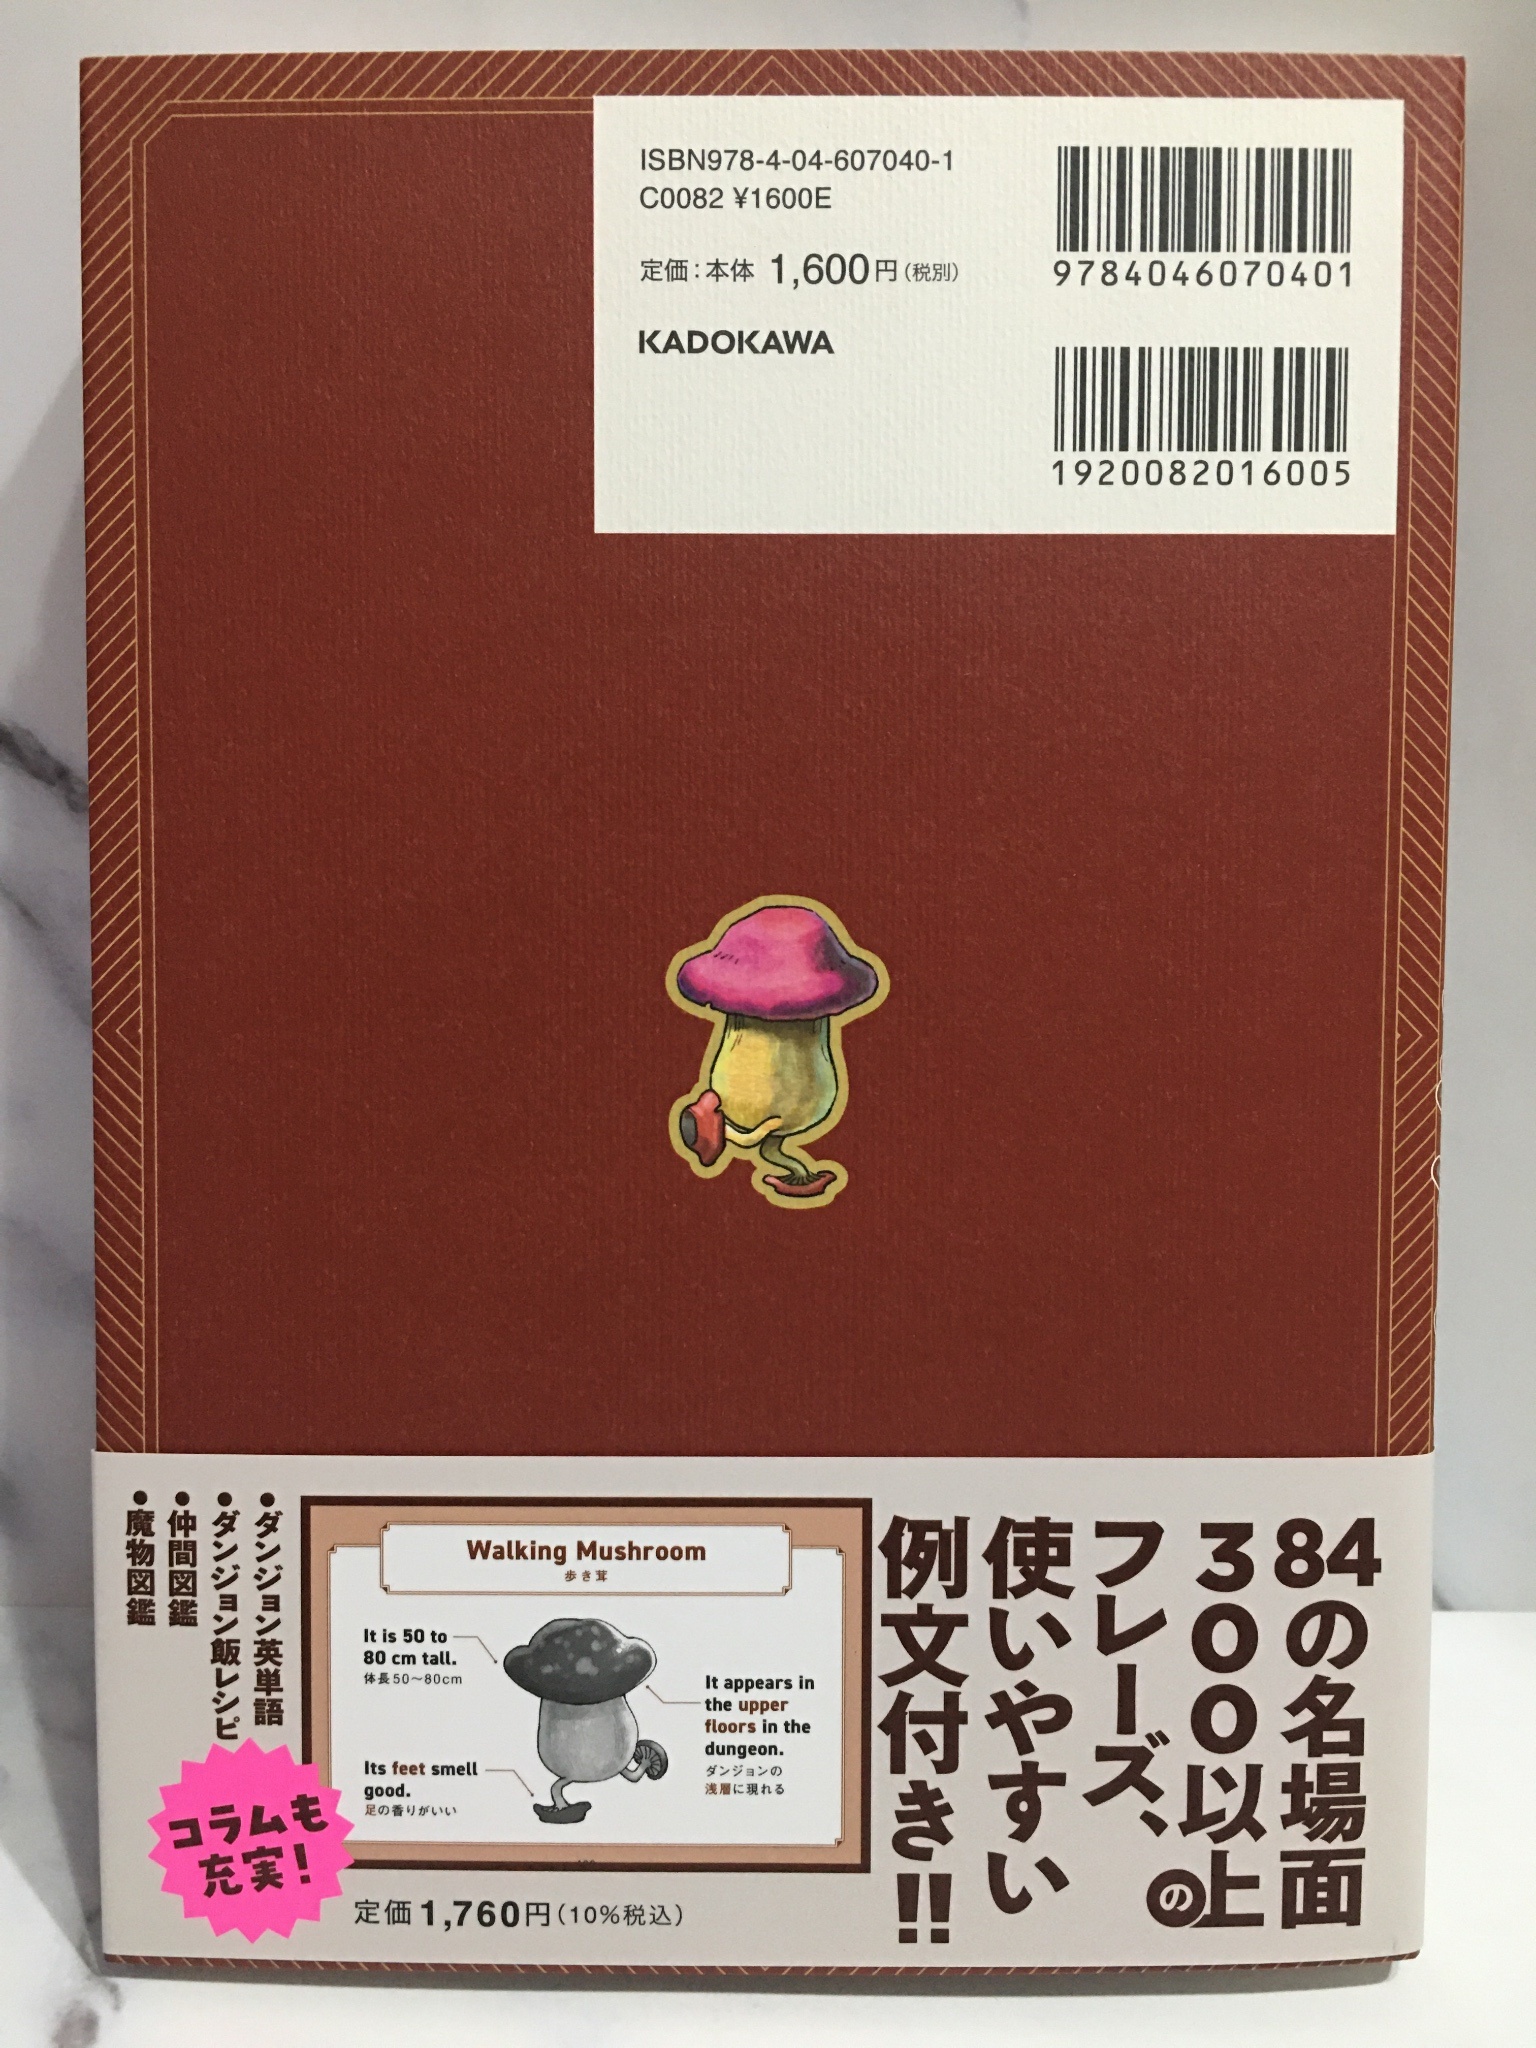 ISBN978-4-04-607040-1
C0082 ¥1600E
定価：本体 1,600円（税別）
KADOKAWA
9784046070401
1920082016005
84の名場面
300以上の
フレーズ、
使いやすい
例文付き!!
Walking Mushroom
歩き茸
It is 50 to
80 cm tall.
体長50〜80cm
It appears in
the upper
floors in the
dungeon.
ダンジョンの
浅層に現れる
Its feet smell
good.
足の香りがいい
●ダンジョン英単語
●ダンジョン飯レシピ
●仲間図鑑
●魔物図鑑
コラムも
充実！
定価1,760円（10%税込）